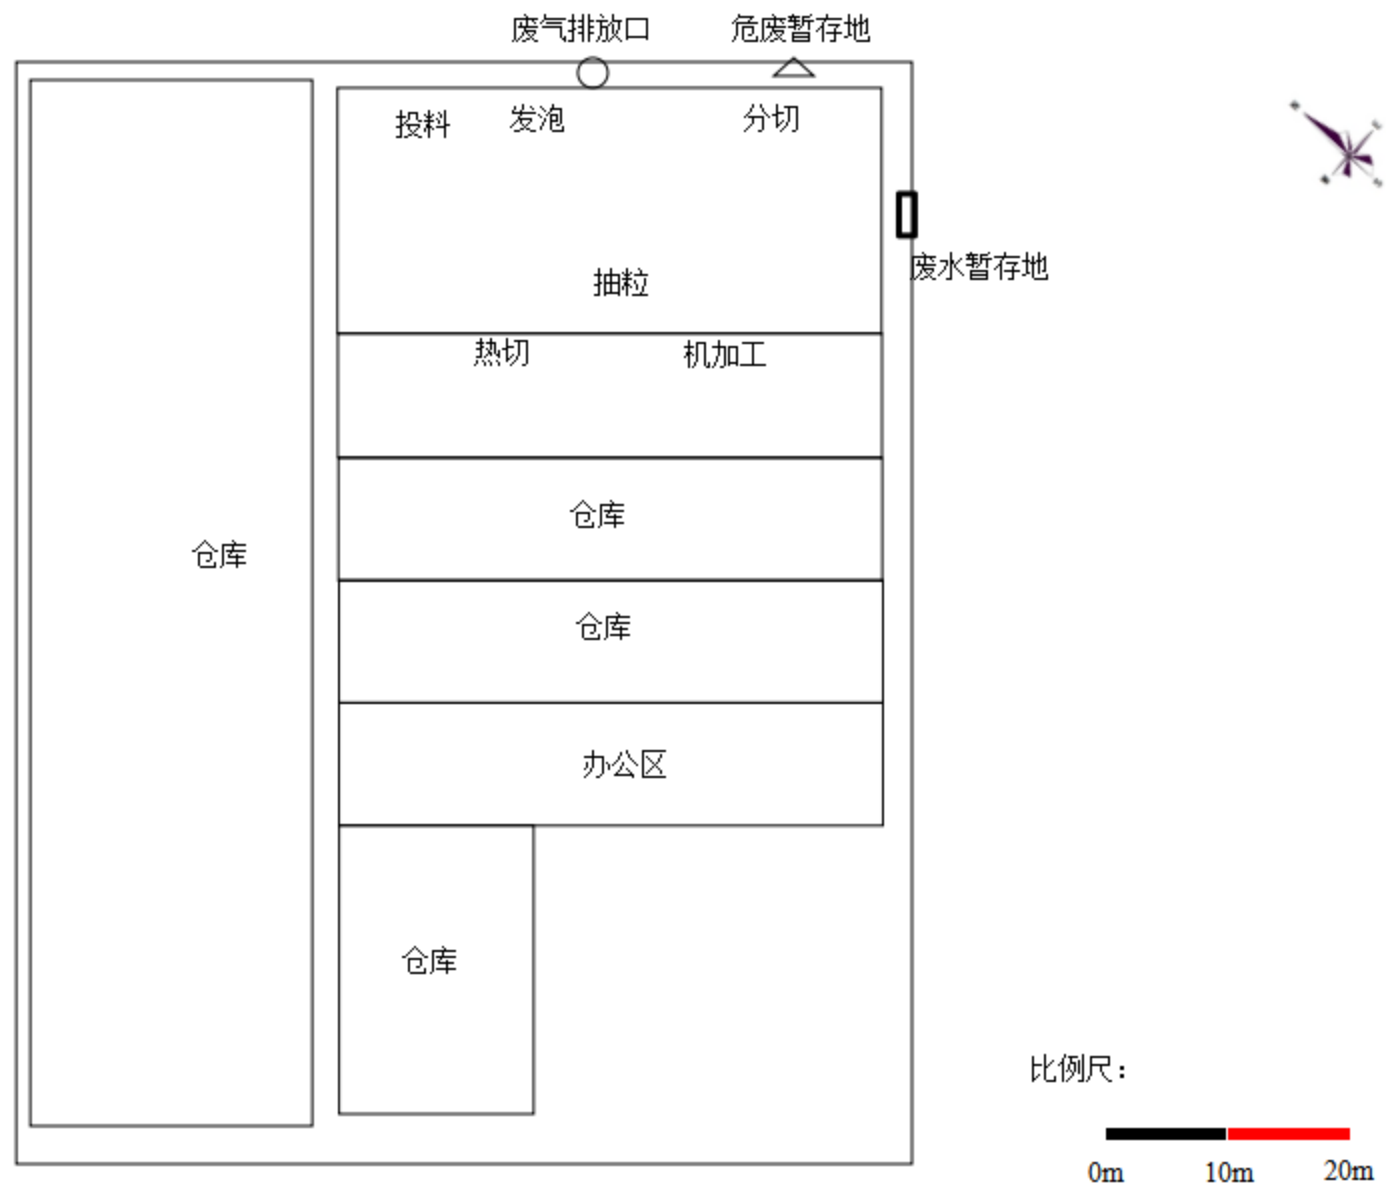 废气排放口
危废暂存地
投料
发泡
分切
抽粒
废水暂存地
热切
机加工
仓库
仓库
仓库
办公区
仓库
比例尺：
0m
10m
20m